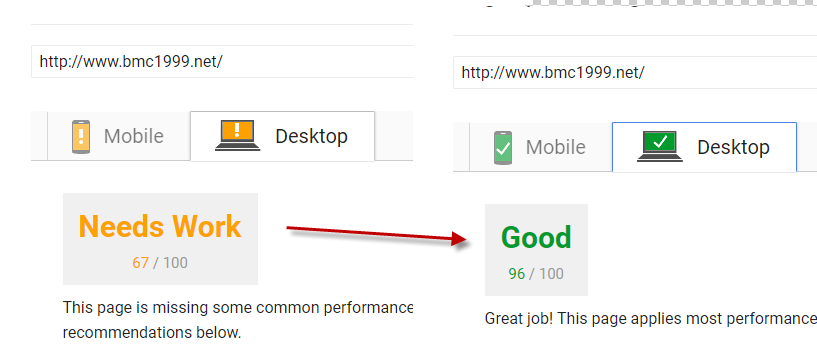 http://www.bmc1999.net/
Mobile
Desktop
Needs Work
67 / 100
This page is missing some common performance
recommendations below.
http://www.bmc1999.net/
Mobile
Desktop
Good
96 / 100
Great job! This page applies most performance